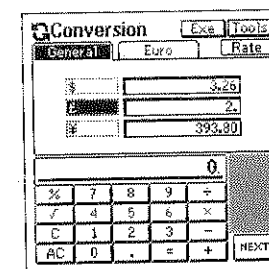 Conversion Exe Tools
General Euro Rate
$ 3.26
£ 2.
¥ 393.80
0.
% 7 8 9 ÷
√ 4 5 6 ×
C 1 2 3 −
AC 0 . = +
NEXT